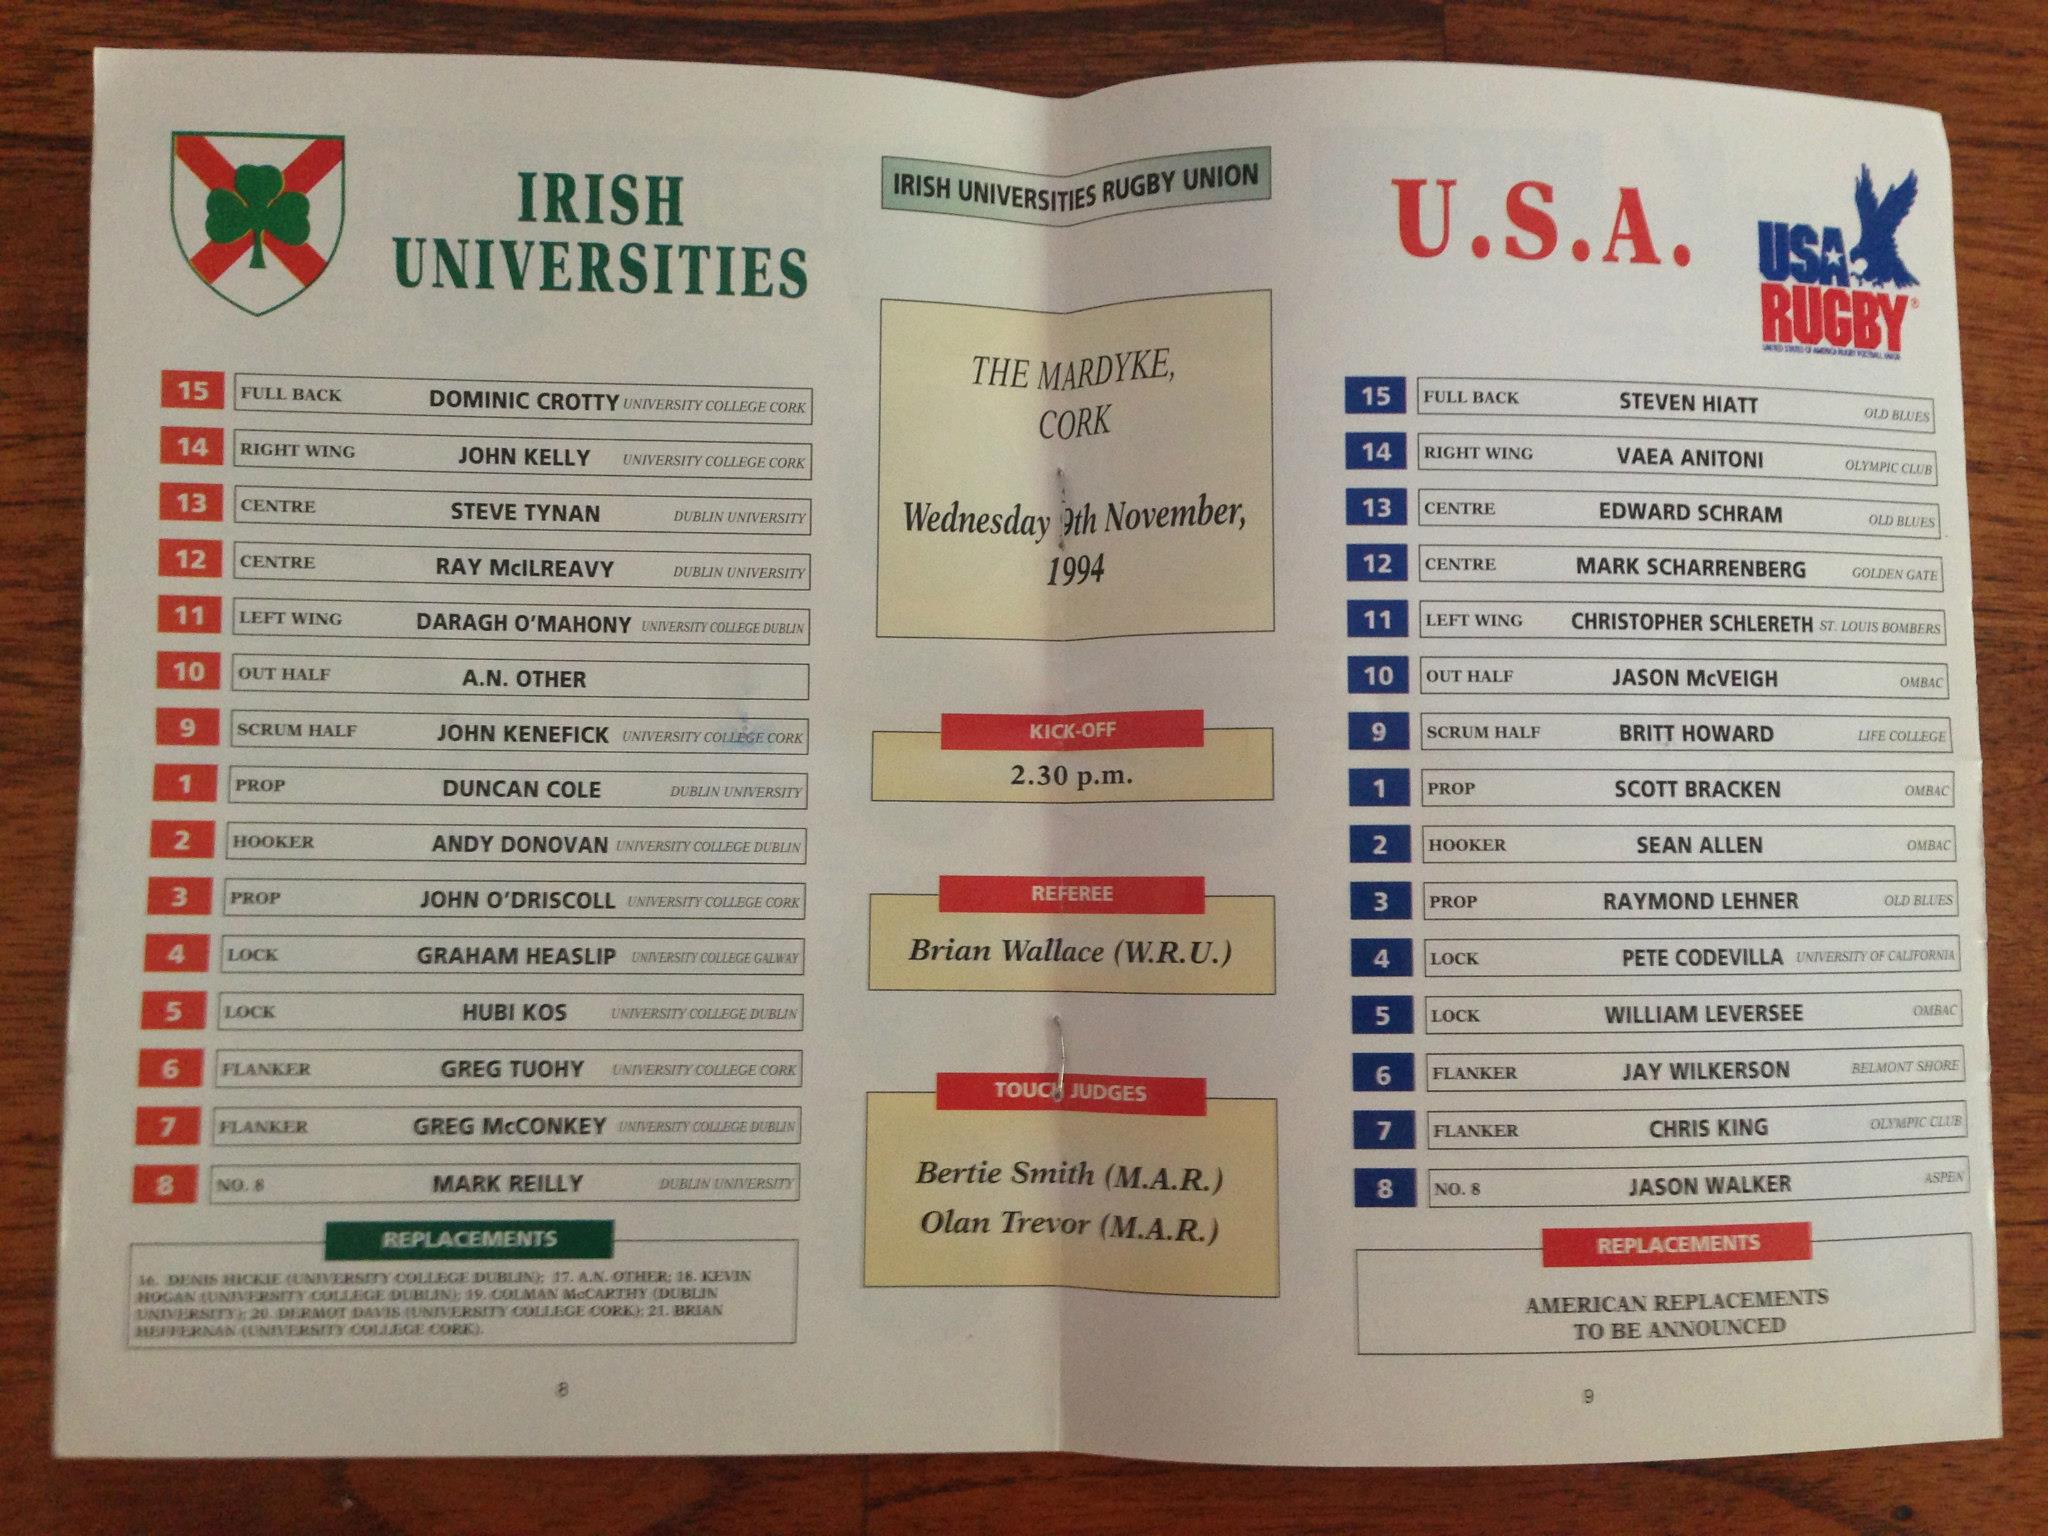 IRISH
UNIVERSITIES
15 FULL BACK DOMINIC CROTTY UNIVERSITY COLLEGE CORK
14 RIGHT WING JOHN KELLY UNIVERSITY COLLEGE CORK
13 CENTRE STEVE TYNAN DUBLIN UNIVERSITY
12 CENTRE RAY McILREAVY DUBLIN UNIVERSITY
11 LEFT WING DARAGH O'MAHONY UNIVERSITY COLLEGE DUBLIN
10 OUT HALF A.N. OTHER
9 SCRUM HALF JOHN KENEFICK UNIVERSITY COLLEGE CORK
1 PROP DUNCAN COLE DUBLIN UNIVERSITY
2 HOOKER ANDY DONOVAN UNIVERSITY COLLEGE DUBLIN
3 PROP JOHN O'DRISCOLL UNIVERSITY COLLEGE CORK
4 LOCK GRAHAM HEASLIP UNIVERSITY COLLEGE GALWAY
5 LOCK HUBI KOS UNIVERSITY COLLEGE DUBLIN
6 FLANKER GREG TUOHY UNIVERSITY COLLEGE CORK
7 FLANKER GREG McCONKEY UNIVERSITY COLLEGE DUBLIN
8 NO. 8 MARK REILLY DUBLIN UNIVERSITY
REPLACEMENTS
16. DENIS HICKIE (UNIVERSITY COLLEGE DUBLIN); 17. A.N. OTHER; 18. KEVIN
HOGAN (UNIVERSITY COLLEGE DUBLIN); 19. COLMAN McCARTHY (DUBLIN
UNIVERSITY); 20. DERMOT DAVIS (UNIVERSITY COLLEGE CORK); 21. BRIAN
HEFFERNAN (UNIVERSITY COLLEGE CORK).
8
IRISH UNIVERSITIES RUGBY UNION
THE MARDYKE,
CORK
Wednesday 9th November,
1994
KICK-OFF
2.30 p.m.
REFEREE
Brian Wallace (W.R.U.)
TOUCH JUDGES
Bertie Smith (M.A.R.)
Olan Trevor (M.A.R.)
U.S.A.
USA
RUGBY®
UNITED STATES OF AMERICA RUGBY FOOTBALL UNION
15 FULL BACK STEVEN HIATT OLD BLUES
14 RIGHT WING VAEA ANITONI OLYMPIC CLUB
13 CENTRE EDWARD SCHRAM OLD BLUES
12 CENTRE MARK SCHARRENBERG GOLDEN GATE
11 LEFT WING CHRISTOPHER SCHLERETH ST. LOUIS BOMBERS
10 OUT HALF JASON McVEIGH OMBAC
9 SCRUM HALF BRITT HOWARD LIFE COLLEGE
1 PROP SCOTT BRACKEN OMBAC
2 HOOKER SEAN ALLEN OMBAC
3 PROP RAYMOND LEHNER OLD BLUES
4 LOCK PETE CODEVILLA UNIVERSITY OF CALIFORNIA
5 LOCK WILLIAM LEVERSEE OMBAC
6 FLANKER JAY WILKERSON BELMONT SHORE
7 FLANKER CHRIS KING OLYMPIC CLUB
8 NO. 8 JASON WALKER ASPEN
REPLACEMENTS
AMERICAN REPLACEMENTS
TO BE ANNOUNCED
9